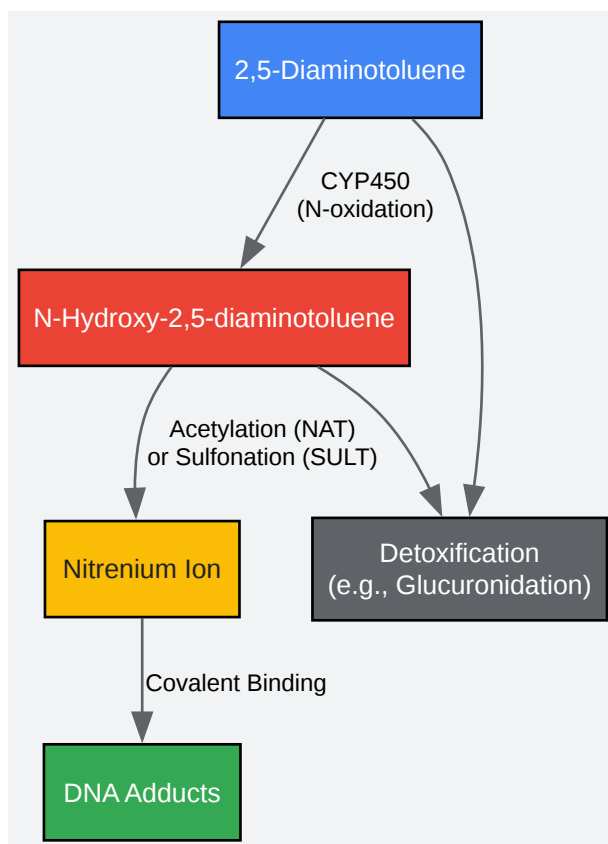 2,5-Diaminotoluene
CYP450
(N-oxidation)
N-Hydroxy-2,5-diaminotoluene
Acetylation (NAT)
or Sulfonation (SULT)
Nitrenium Ion
Detoxification
(e.g., Glucuronidation)
Covalent Binding
DNA Adducts